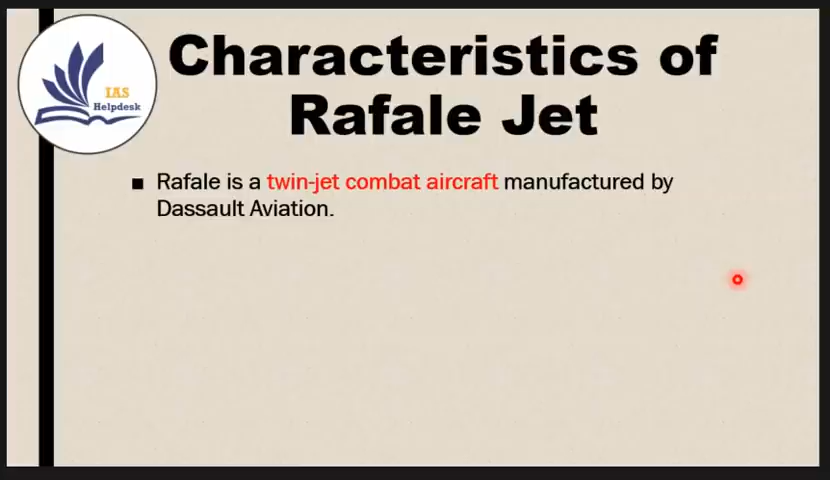 IAS
Helpdesk
Characteristics of
Rafale Jet
Rafale is a twin-jet combat aircraft manufactured by
Dassault Aviation.